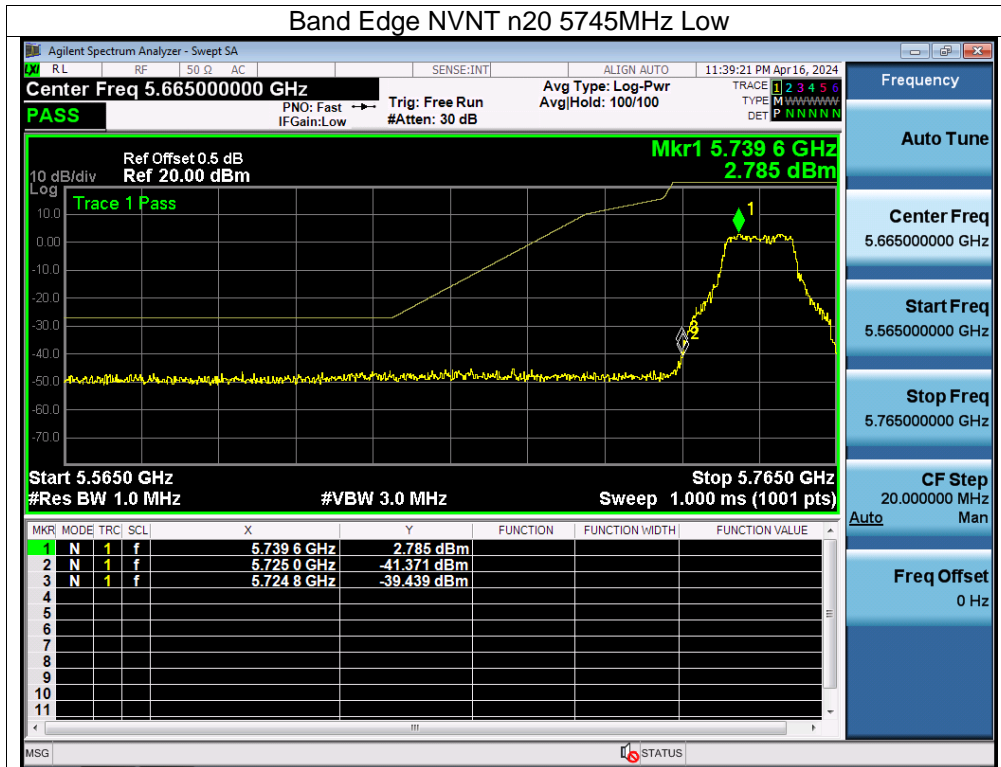 Band Edge NVNT n20 5745MHz Low
Agilent Spectrum Analyzer - Swept SA
LXI RL RF 50 Ω AC SENSE:INT ALIGN AUTO 11:39:21 PM Apr 16, 2024
Center Freq 5.665000000 GHz
PASS
PNO: Fast
IFGain:Low
Trig: Free Run
#Atten: 30 dB
Avg Type: Log-Pwr
Avg|Hold: 100/100
TRACE 1 2 3 4 5 6
TYPE M WWWWW
DET P N N N N N
Frequency
Auto Tune
Center Freq
5.665000000 GHz
Start Freq
5.565000000 GHz
Stop Freq
5.765000000 GHz
CF Step
20.000000 MHz
Auto Man
Freq Offset
0 Hz
Mkr1 5.739 6 GHz
2.785 dBm
Ref Offset 0.5 dB
10 dB/div Ref 20.00 dBm
Log
Trace 1 Pass
10.0
0.00
-10.0
-20.0
-30.0
-40.0
-50.0
-60.0
-70.0
1
3
2
Start 5.5650 GHz Stop 5.7650 GHz
#Res BW 1.0 MHz #VBW 3.0 MHz Sweep 1.000 ms (1001 pts)
MKR MODE TRC SCL X Y FUNCTION FUNCTION WIDTH FUNCTION VALUE
1 N 1 f 5.739 6 GHz 2.785 dBm
2 N 1 f 5.725 0 GHz -41.371 dBm
3 N 1 f 5.724 8 GHz -39.439 dBm
4
5
6
7
8
9
10
11
MSG STATUS